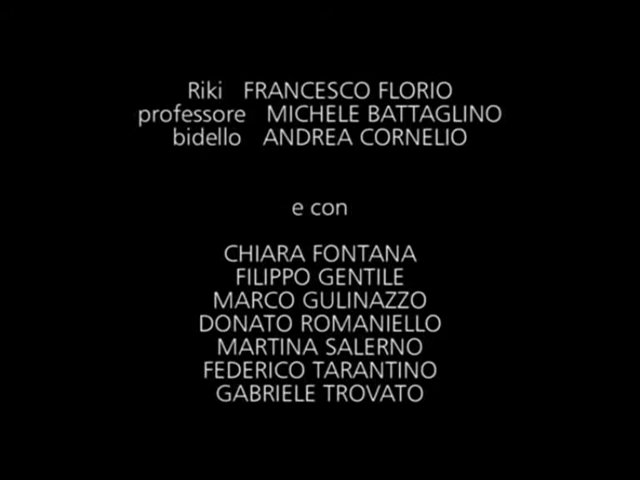 Riki FRANCESCO FLORIO
professore MICHELE BATTAGLINO
bidello ANDREA CORNELIO
e con
CHIARA FONTANA
FILIPPO GENTILE
MARCO GULINAZZO
DONATO ROMANIELLO
MARTINA SALERNO
FEDERICO TARANTINO
GABRIELE TROVATO